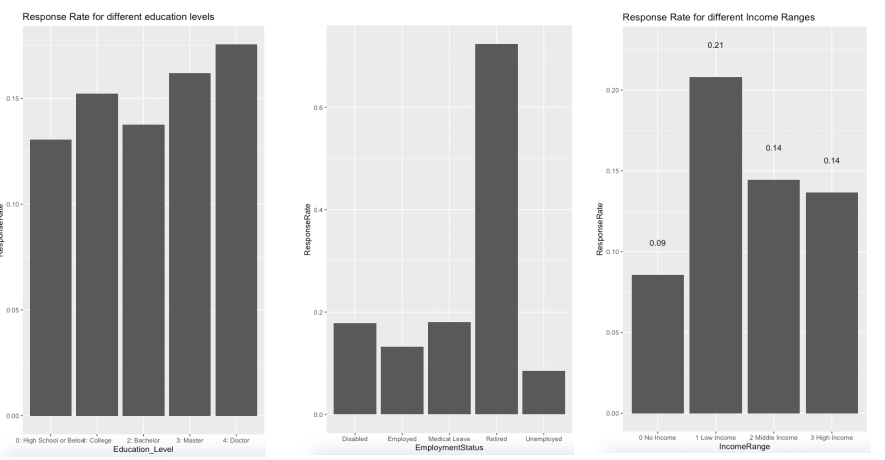 Response Rate for different education levels
0.15
0.10
0.05
0.00
ResponseRate
0: High School or Below
1: College
2: Bachelor
3: Master
4: Doctor
Education_Level
0.6
0.4
0.2
0.0
ResponseRate
Disabled
Employed
Medical Leave
Retired
Unemployed
EmploymentStatus
Response Rate for different Income Ranges
0.20
0.15
0.10
0.05
0.00
ResponseRate
0.09
0.21
0.14
0.14
0 No Income
1 Low Income
2 Middle Income
3 High Income
IncomeRange